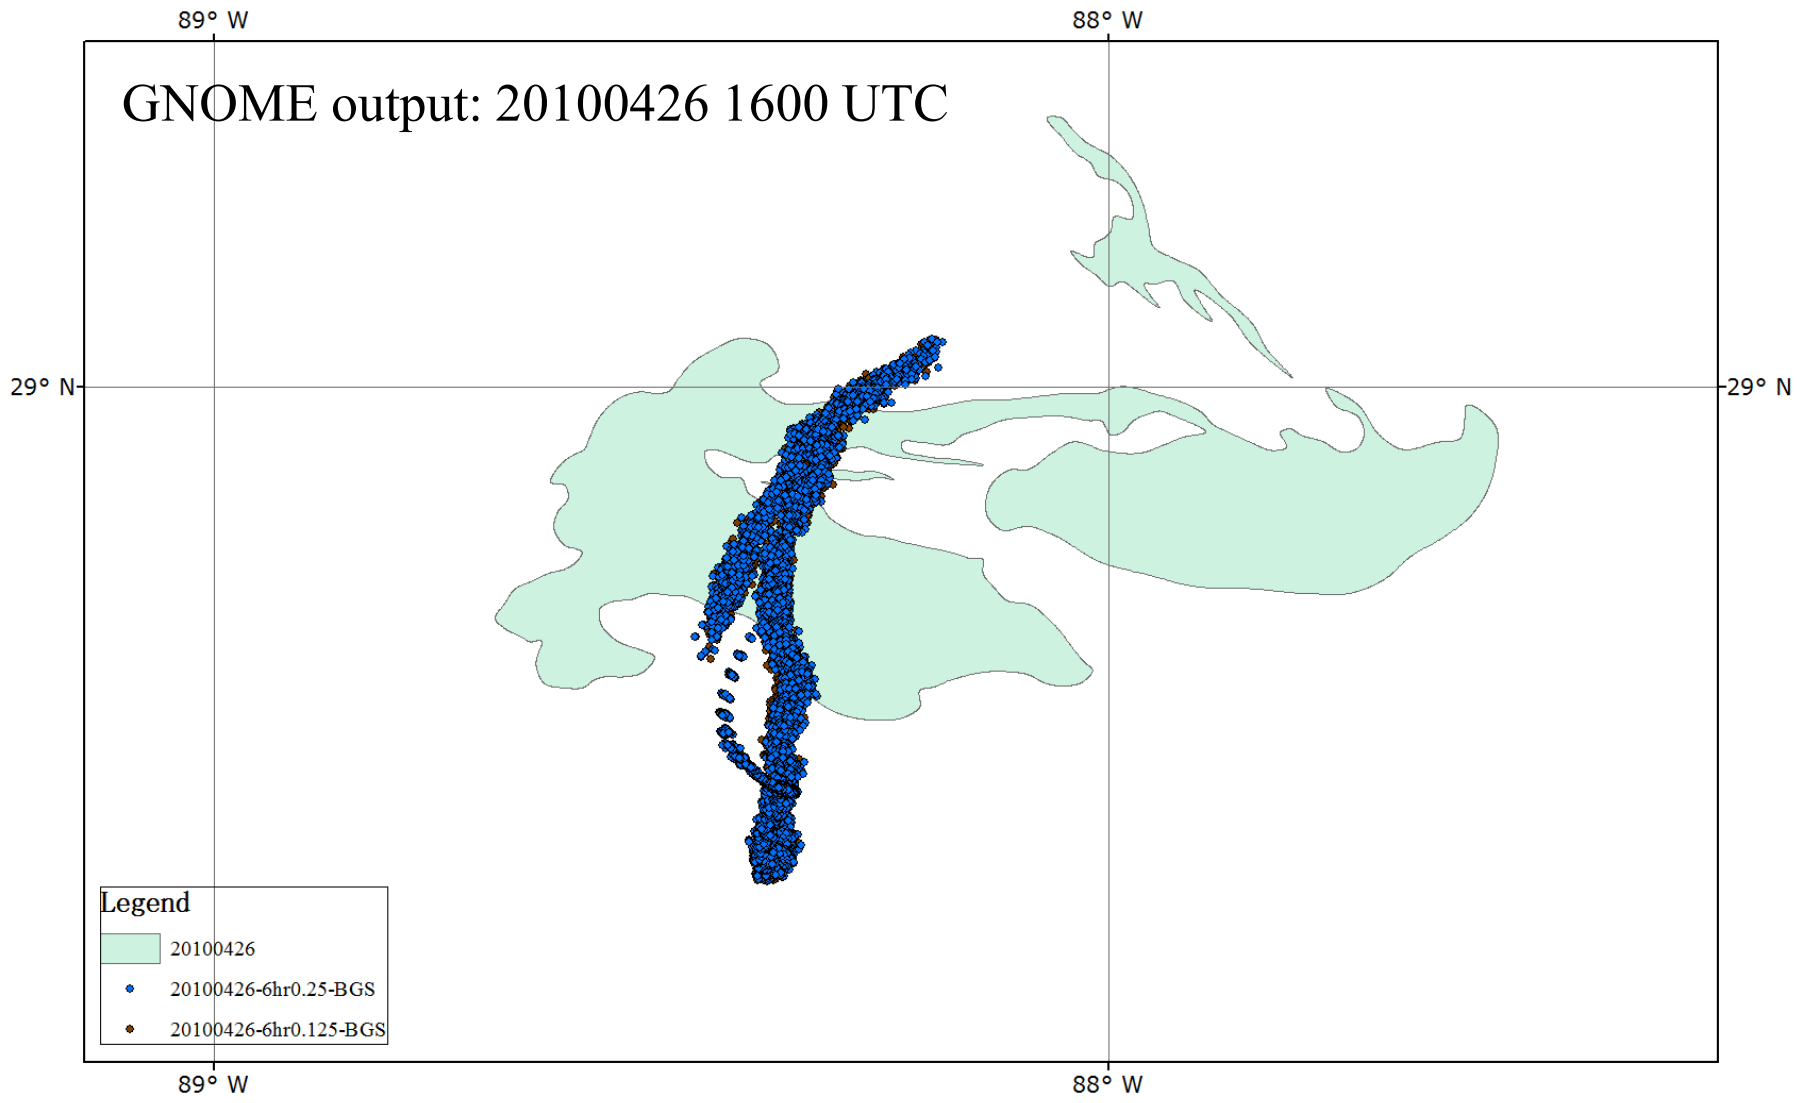 89° W 88° W
GNOME output: 20100426 1600 UTC
29° N 29° N
Legend
20100426
20100426-6hr0.25-BGS
20100426-6hr0.125-BGS
89° W 88° W